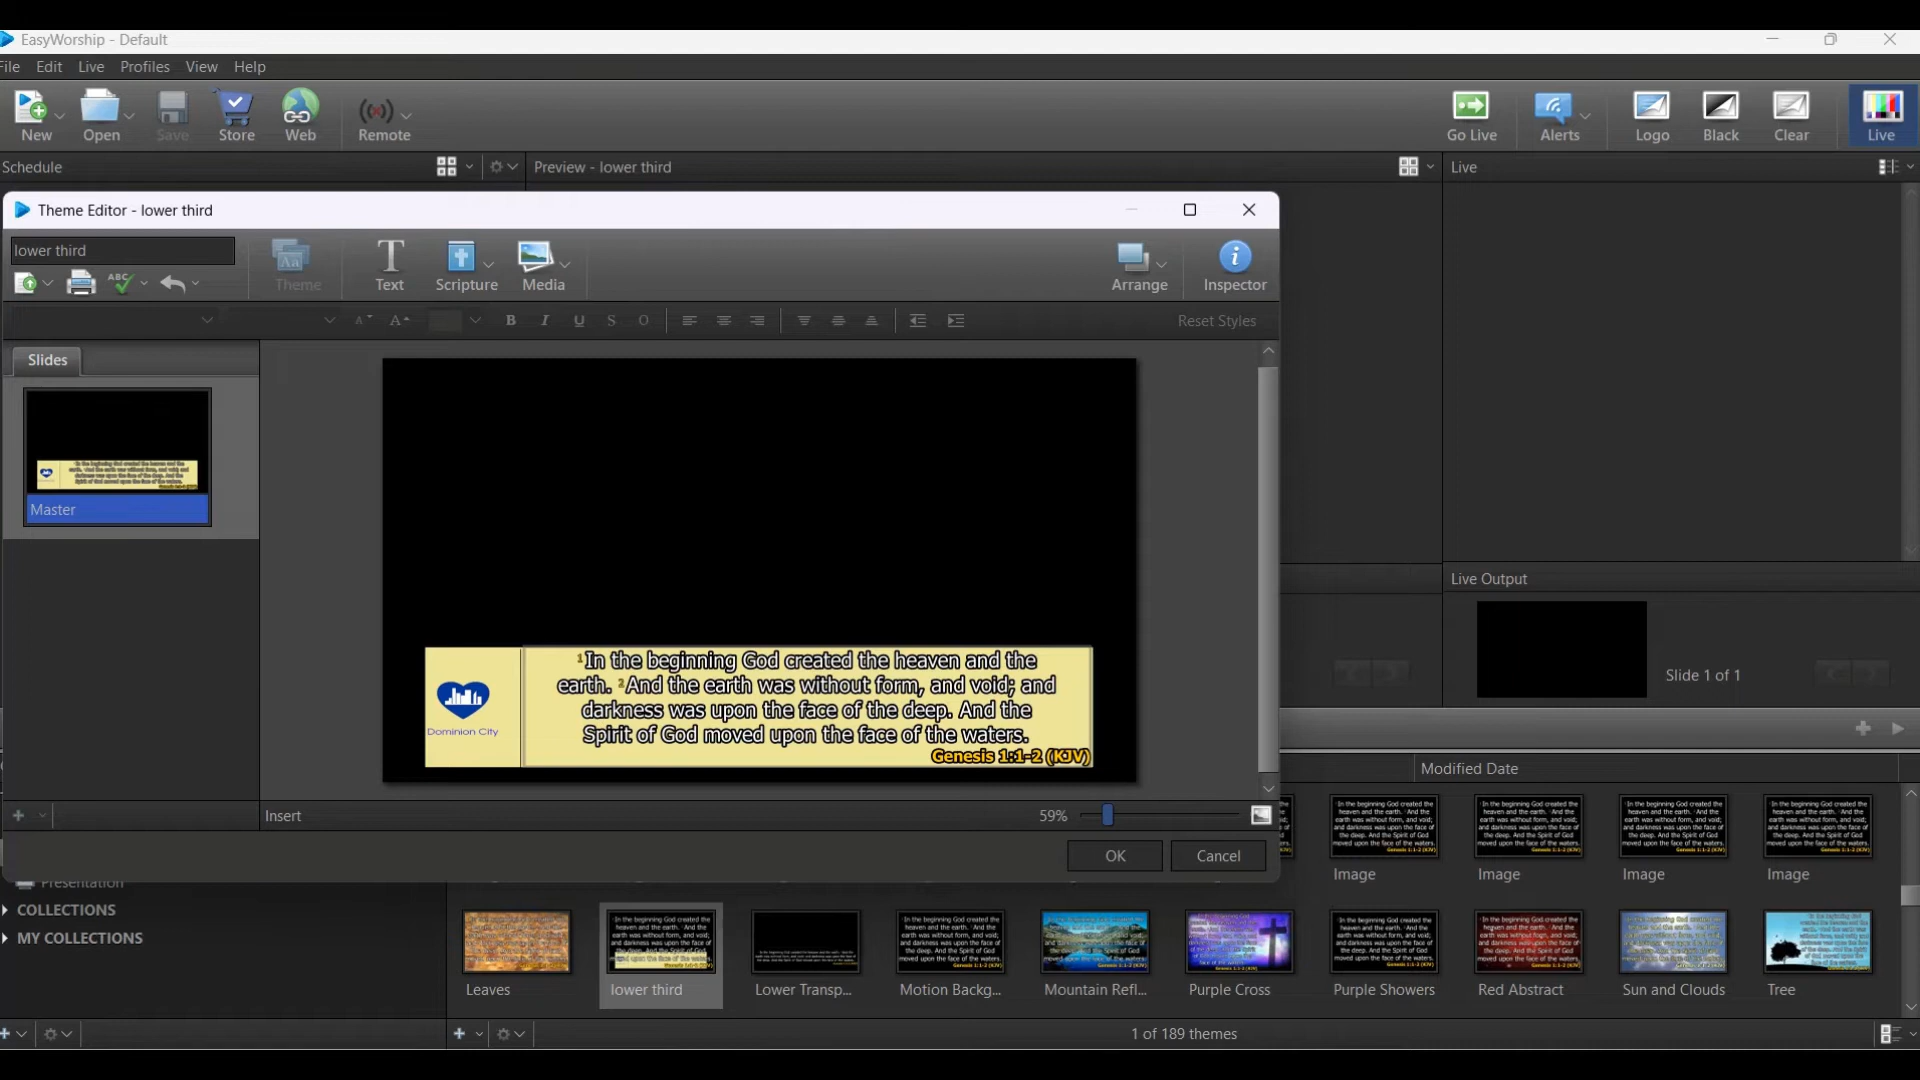 EasyWorship - Default
File Edit Live Profiles View Help
New Open Save Store Web Remote Go Live Alerts Logo Black Clear Live
Schedule Preview - lower third Live
Theme Editor - lower third
lower third
Theme Text Scripture Media Arrange Inspector
ABC
B I U S O Reset Styles
Slides
Master
1 In the beginning God created the heaven and the
earth. 2 And the earth was without form, and void; and
darkness was upon the face of the deep. And the
Spirit of God moved upon the face of the waters.
Genesis 1:1-2 (KJV)
Dominion City
Live Output
Slide 1 of 1
Insert 59%
OK Cancel
Modified Date
Image Image Image Image
Presentation
COLLECTIONS
MY COLLECTIONS
Leaves lower third Lower Transp... Motion Backg... Mountain Refl... Purple Cross Purple Showers Red Abstract Sun and Clouds Tree
1 of 189 themes